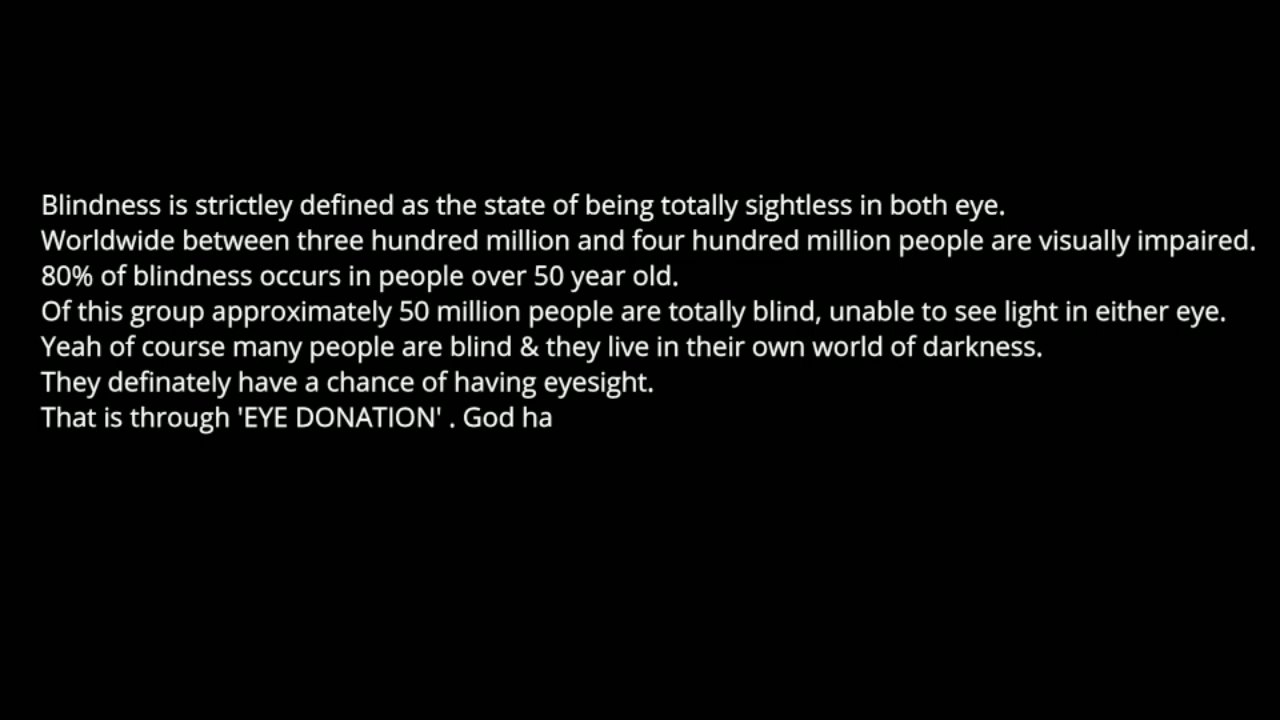 Blindness is strictley defined as the state of being totally sightless in both eye.
Worldwide between three hundred million and four hundred million people are visually impaired.
80% of blindness occurs in people over 50 year old.
Of this group approximately 50 million people are totally blind, unable to see light in either eye.
Yeah of course many people are blind & they live in their own world of darkness.
They definately have a chance of having eyesight.
That is through 'EYE DONATION' . God ha